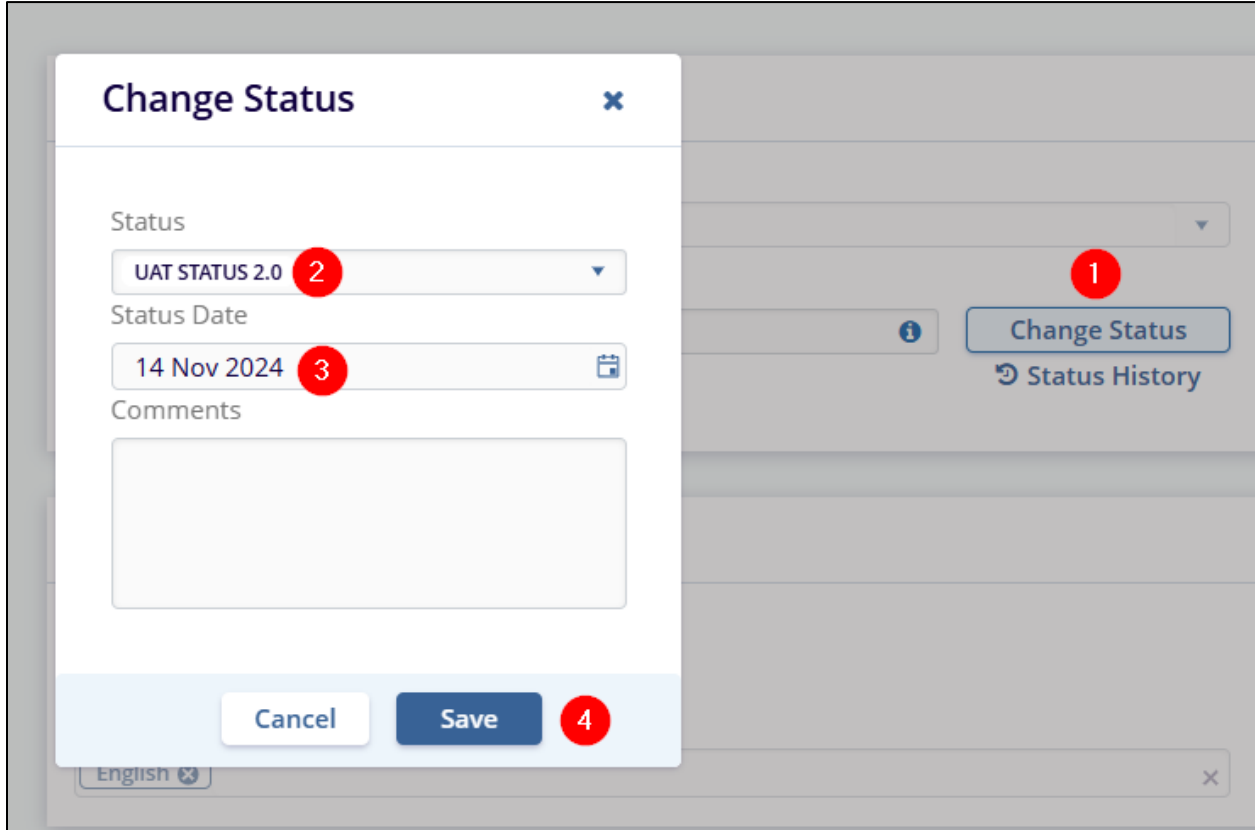 Change Status
Status
UAT STATUS 2.0 2
Status Date
14 Nov 2024 3
Comments
Cancel Save 4
1
Change Status
Status History
English